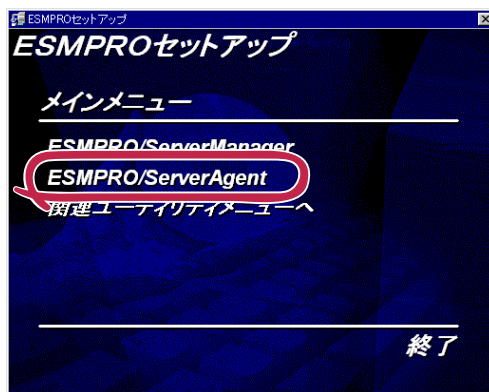 ESMPROセットアップ
ESMPROセットアップ
メインメニュー
ESMPRO/ServerManager
ESMPRO/ServerAgent
関連ユーティリティメニューへ
終了